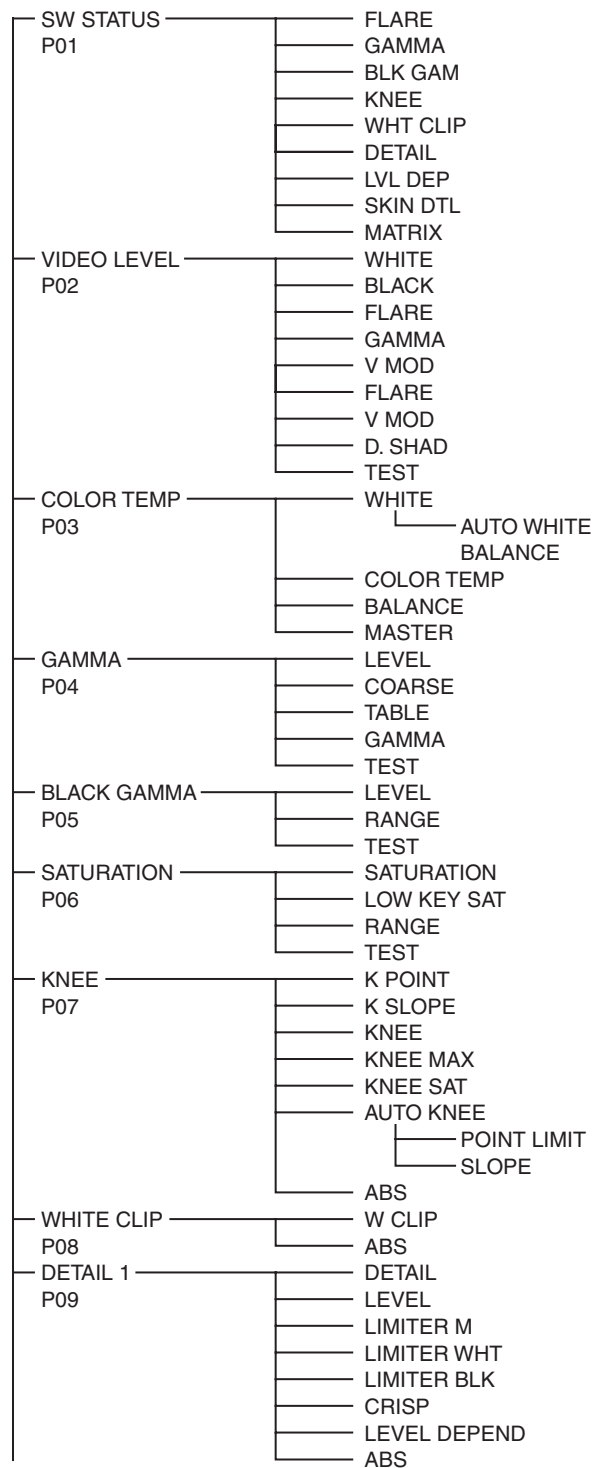 SW STATUS FLARE
P01 GAMMA
BLK GAM
KNEE
WHT CLIP
DETAIL
LVL DEP
SKIN DTL
MATRIX
VIDEO LEVEL WHITE
P02 BLACK
FLARE
GAMMA
V MOD
FLARE
V MOD
D. SHAD
TEST
COLOR TEMP WHITE
P03 AUTO WHITE
BALANCE
COLOR TEMP
BALANCE
MASTER
GAMMA LEVEL
P04 COARSE
TABLE
GAMMA
TEST
BLACK GAMMA LEVEL
P05 RANGE
TEST
SATURATION SATURATION
P06 LOW KEY SAT
RANGE
TEST
KNEE K POINT
P07 K SLOPE
KNEE
KNEE MAX
KNEE SAT
AUTO KNEE
POINT LIMIT
SLOPE
ABS
WHITE CLIP W CLIP
P08 ABS
DETAIL 1 DETAIL
P09 LEVEL
LIMITER M
LIMITER WHT
LIMITER BLK
CRISP
LEVEL DEPEND
ABS